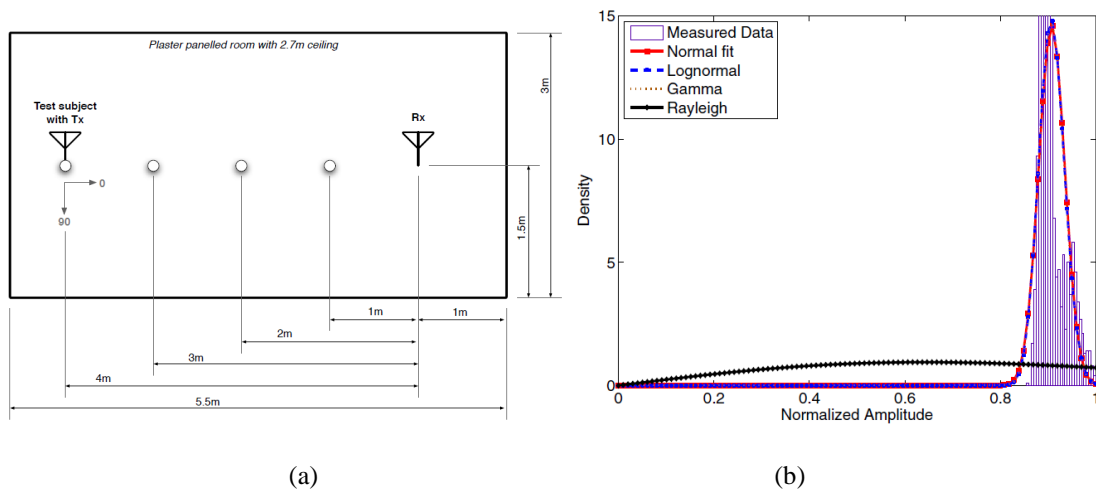 Plaster panelled room with 2.7m ceiling
Test subject
with Tx
Rx
0
90
3m
1.5m
1m
1m
2m
3m
4m
5.5m
(a)
15
10
5
0
Density
Measured Data
Normal fit
Lognormal
Gamma
Rayleigh
0
0.2
0.4
0.6
0.8
1
Normalized Amplitude
(b)